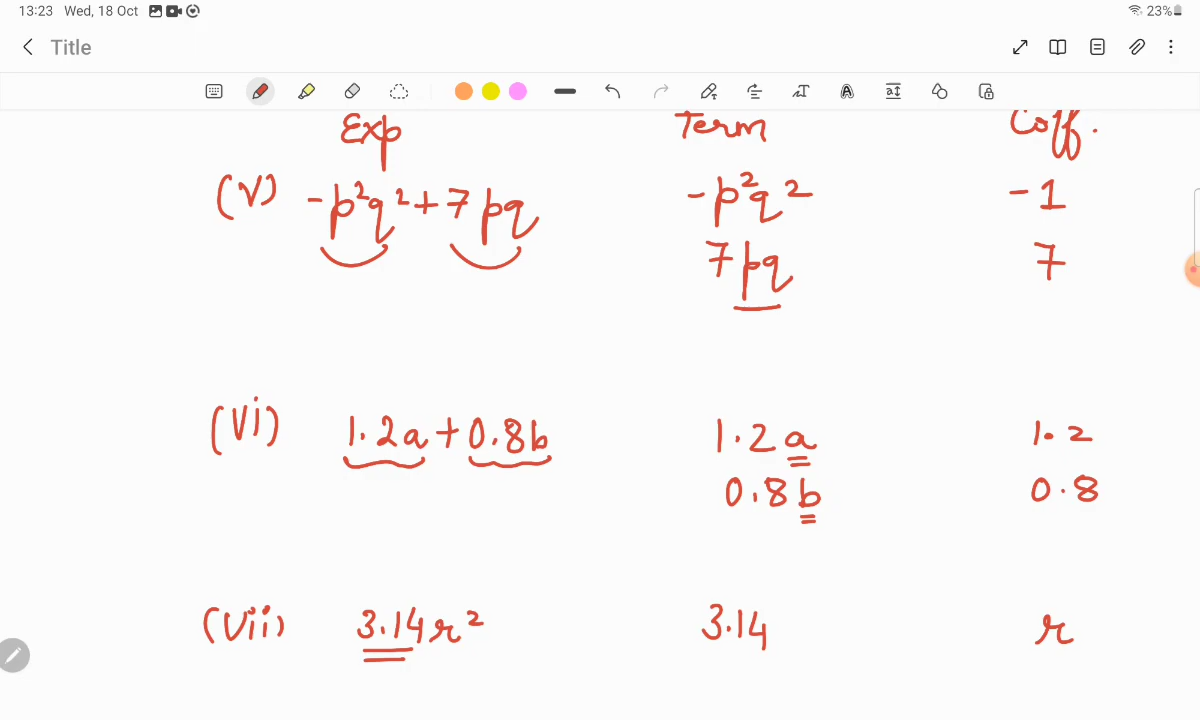 13:23 Wed, 18 Oct 23%
Title
Exp Term Coff.
(V) -p²q²+7pq -p²q² -1
7pq 7
(Vi) 1.2a+0.8b 1.2a 1.2
0.8b 0.8
(Vii) 3.14r² 3.14 r